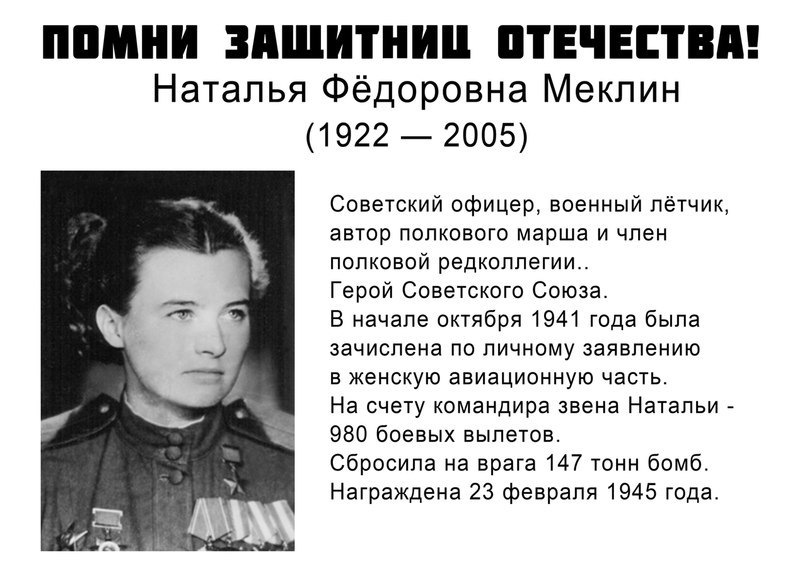 ПОМНИ ЗАЩИТНИЦ ОТЕЧЕСТВА!
Наталья Фёдоровна Меклин
(1922 — 2005)
Советский офицер, военный лётчик,
автор полкового марша и член
полковой редколлегии..
Герой Советского Союза.
В начале октября 1941 года была
зачислена по личному заявлению
в женскую авиационную часть.
На счету командира звена Натальи -
980 боевых вылетов.
Сбросила на врага 147 тонн бомб.
Награждена 23 февраля 1945 года.